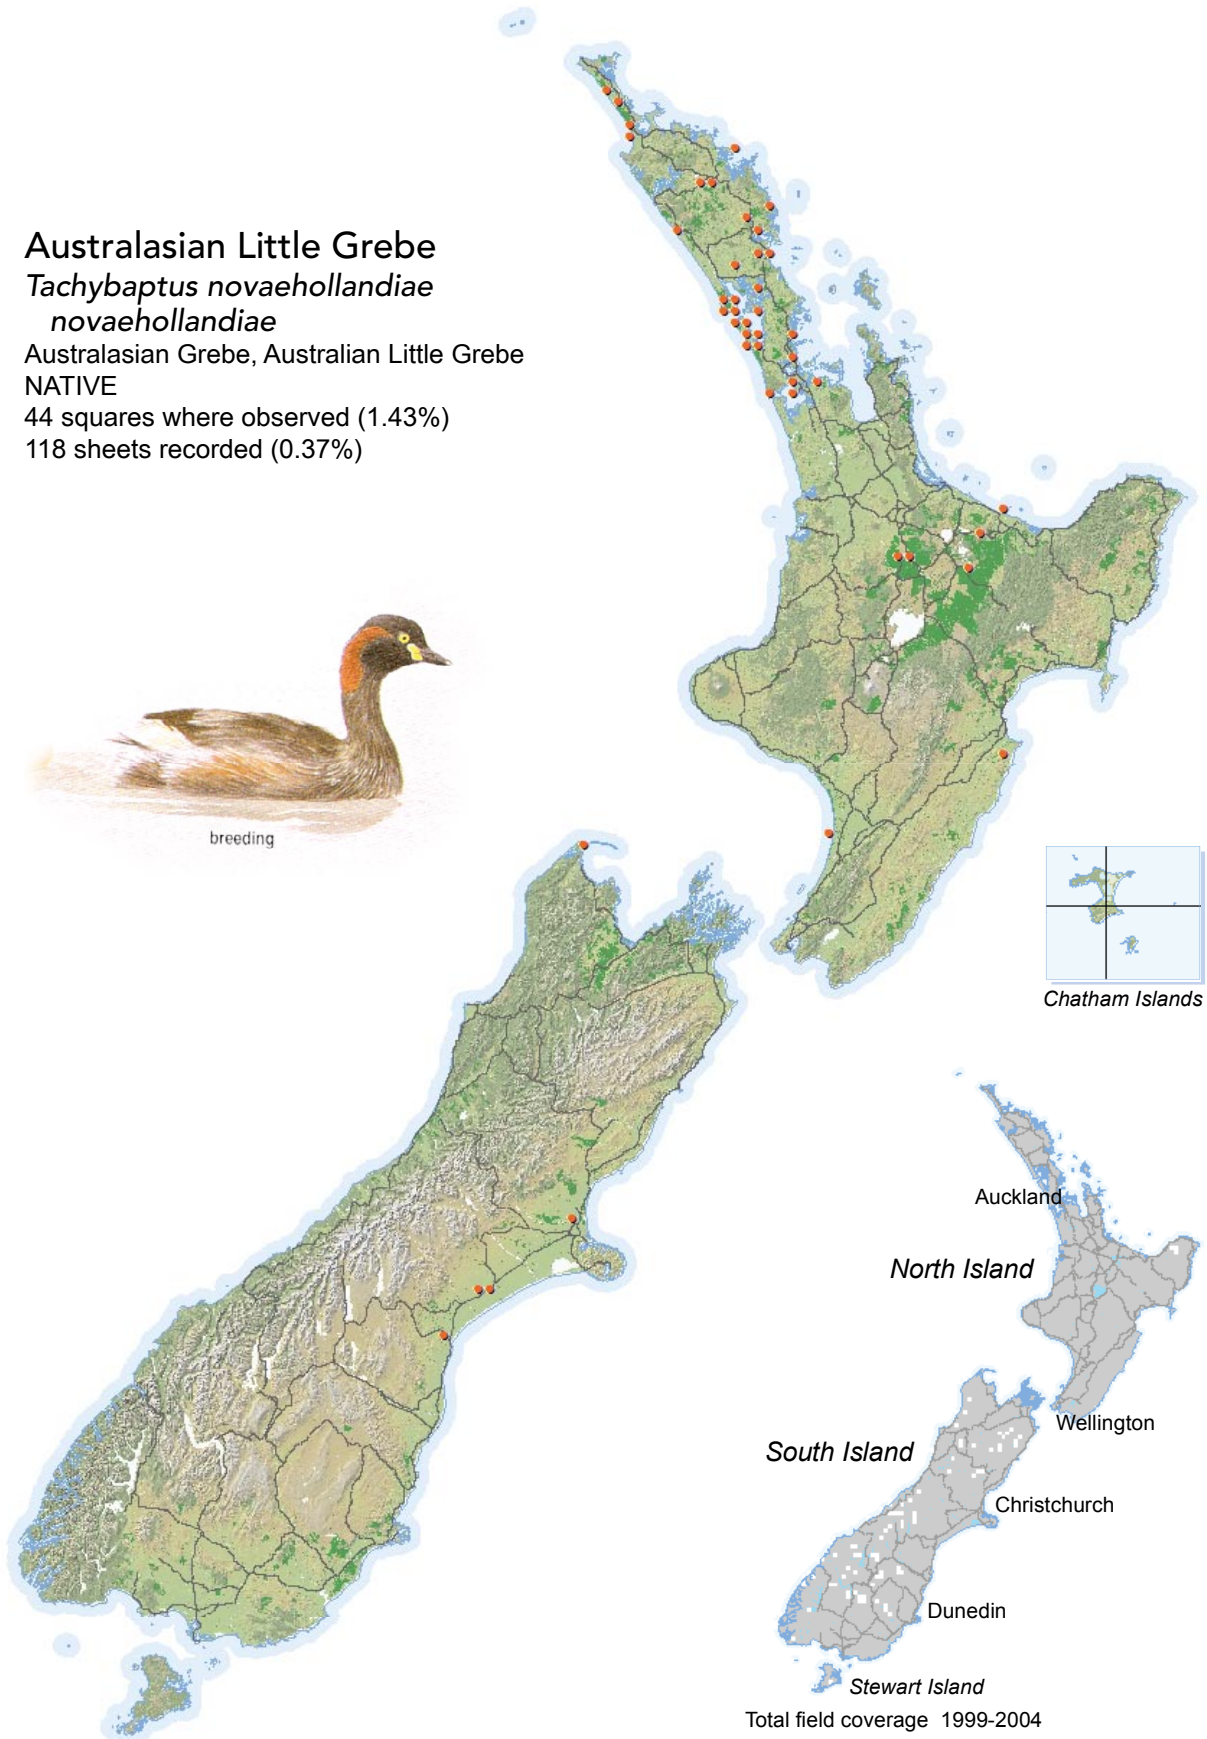 Australasian Little Grebe
Tachybaptus novaehollandiae
novaehollandiae
Australasian Grebe, Australian Little Grebe
NATIVE
44 squares where observed (1.43%)
118 sheets recorded (0.37%)
breeding
Chatham Islands
Auckland
North Island
Wellington
South Island
Christchurch
Dunedin
Stewart Island
Total field coverage 1999-2004